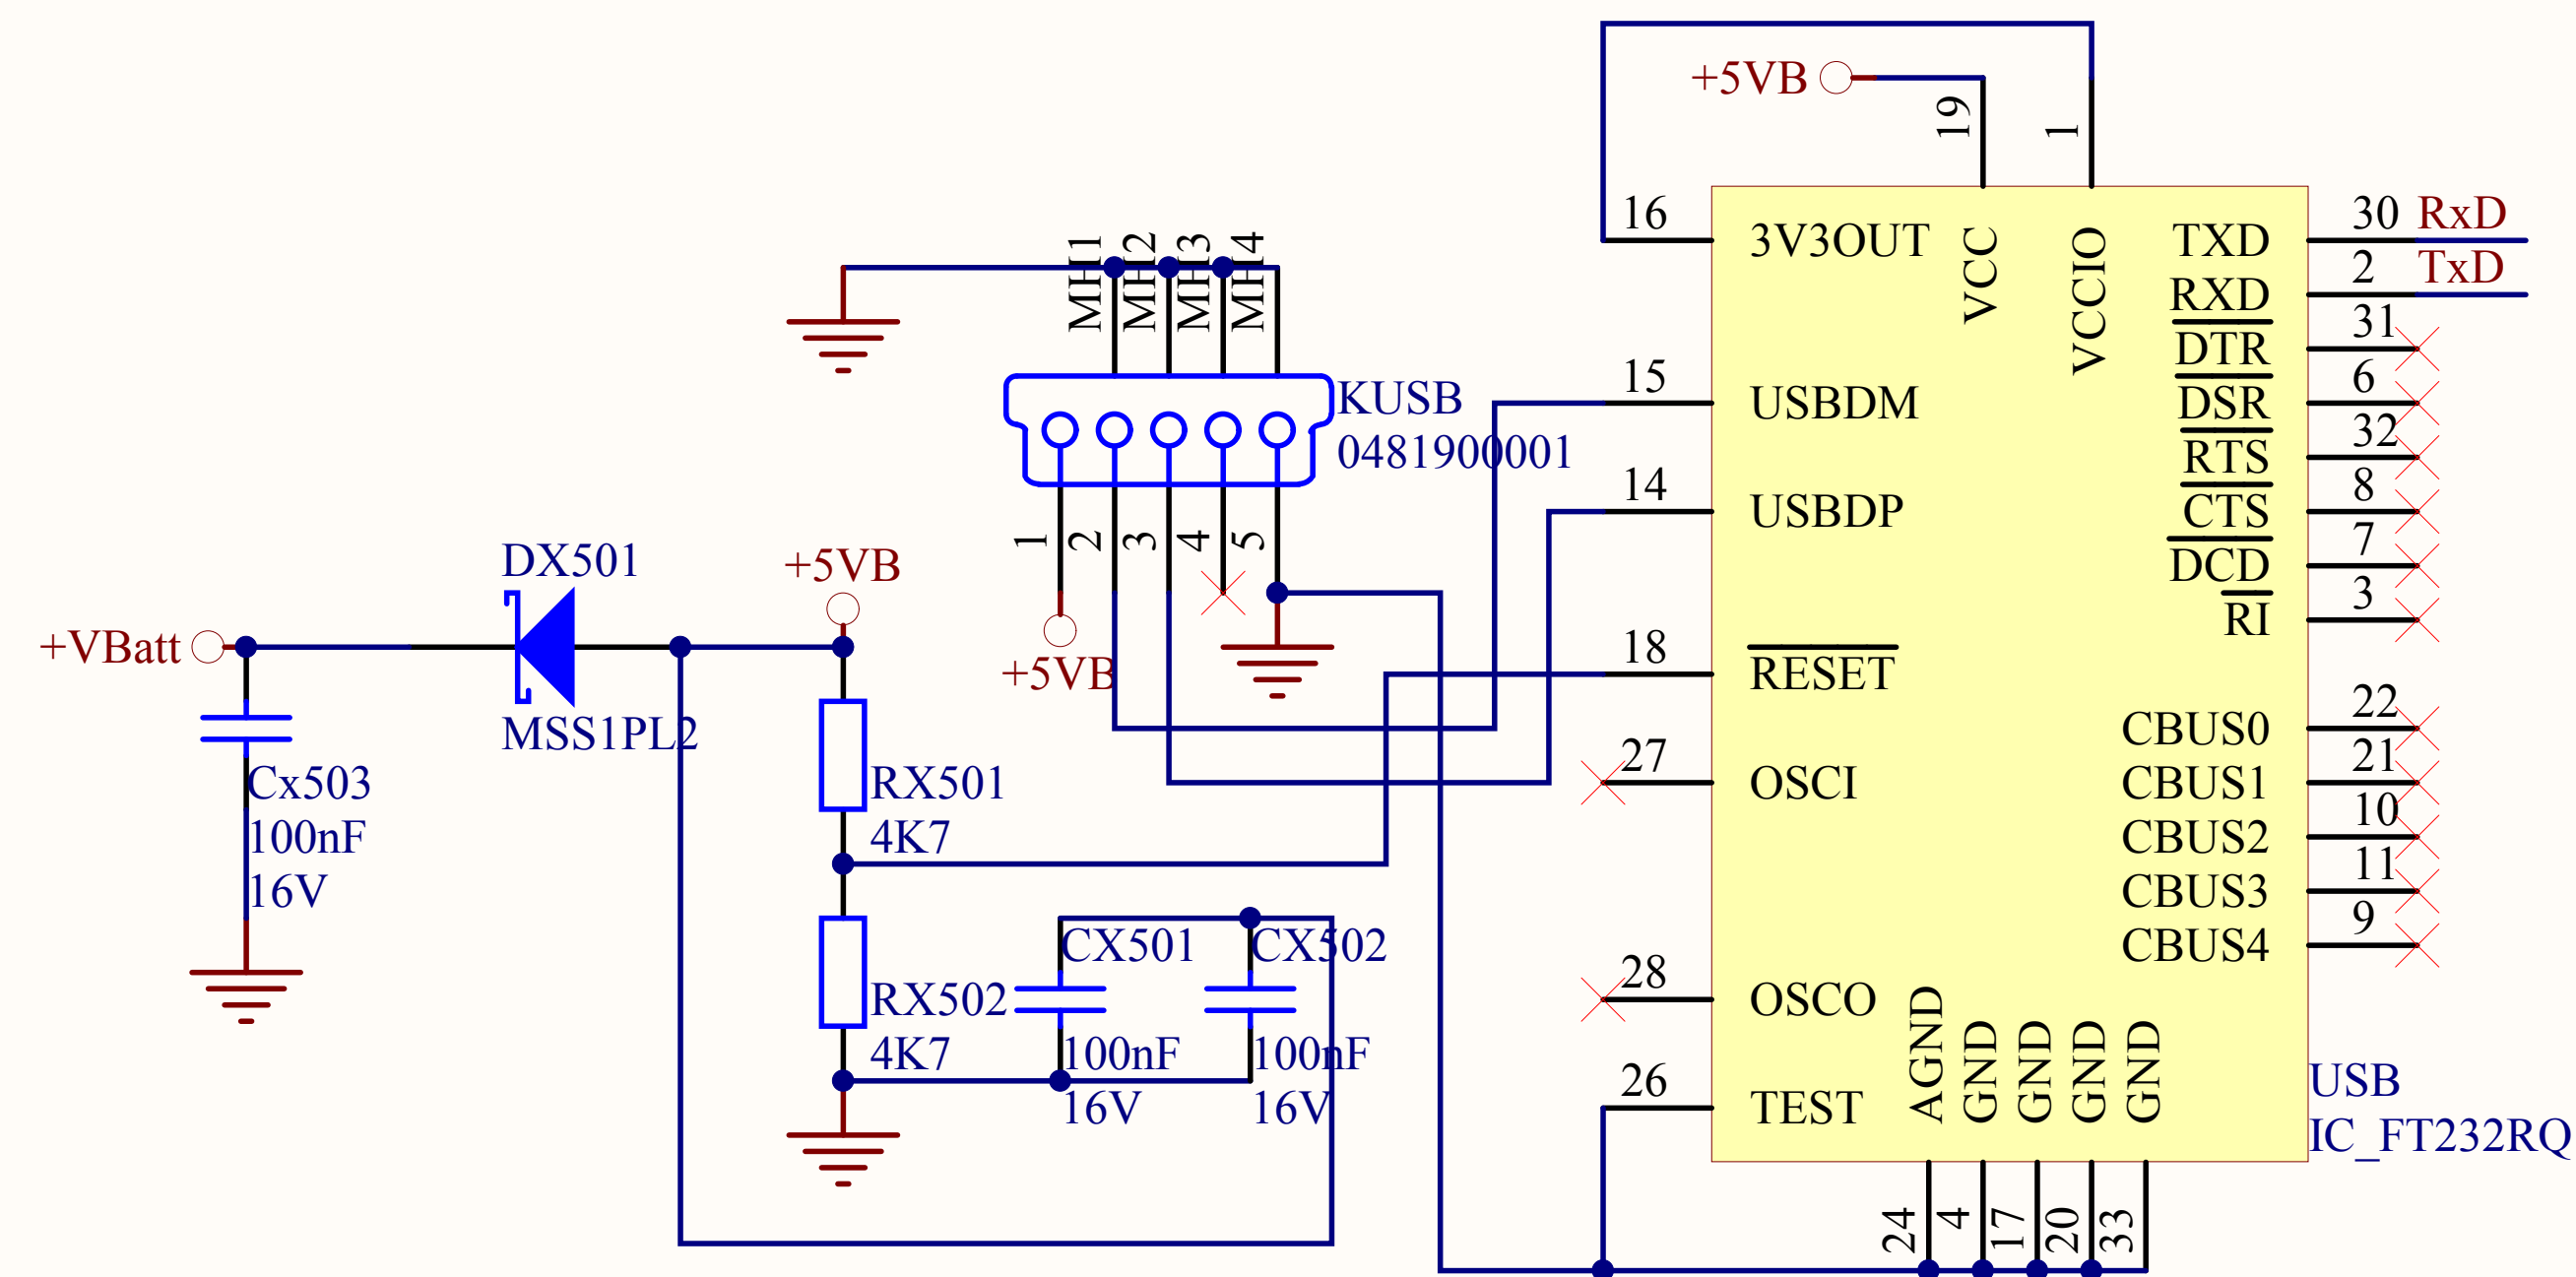 +5VB
19
1
16
3V3OUT
VCC
VCCIO
TXD
30
RxD
RXD
2
TxD
MH1
MH2
MH3
MH4
DTR
31
DSR
6
RTS
32
CTS
8
DCD
7
RI
3
KUSB
0481900001
15
USBDM
14
USBDP
1
2
3
4
5
+5VB
DX501
MSS1PL2
+5VB
+VBatt
Cx503
100nF
16V
RX501
4K7
RX502
4K7
CX501
100nF
16V
CX502
100nF
16V
18
RESET
27
OSCI
28
OSCO
26
TEST
CBUS0
22
CBUS1
21
CBUS2
10
CBUS3
11
CBUS4
9
AGND
GND
GND
GND
GND
24
4
17
20
33
USB
IC_FT232RQ